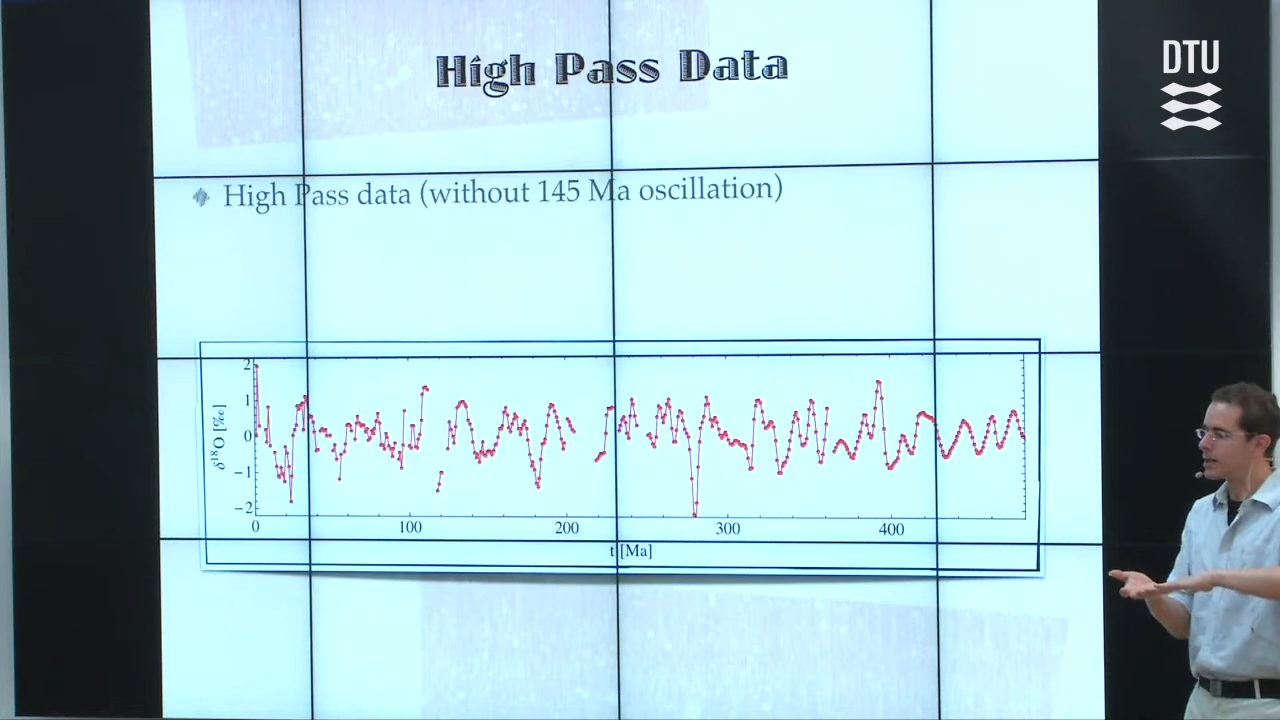 High Pass Data
DTU
High Pass data (without 145 Ma oscillation)
2
1
0
−1
−2
δ¹⁸O [‰]
0 100 200 300 400
t [Ma]